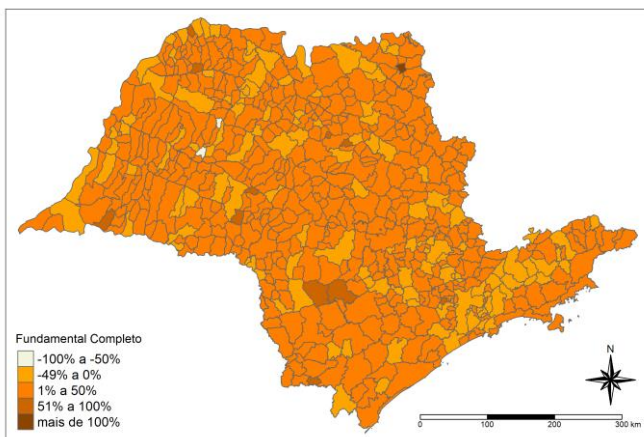 Fundamental Completo
-100% a -50%
-49% a 0%
1% a 50%
51% a 100%
mais de 100%
N
0 100 200 300 km